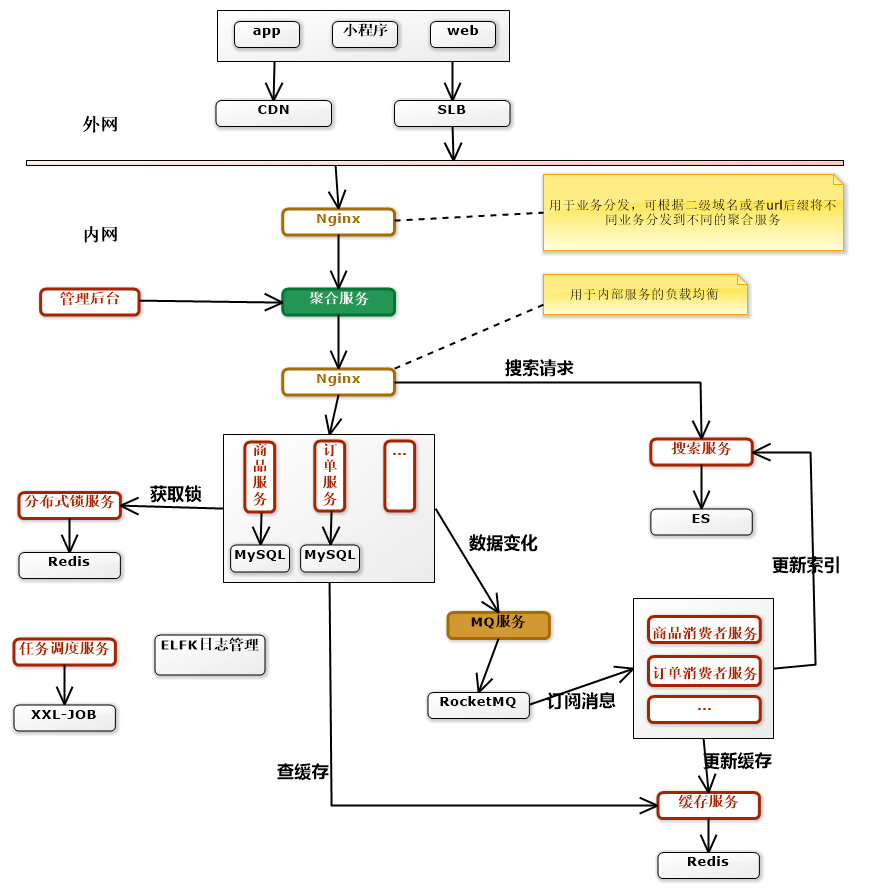 app
小程序
web
CDN
SLB
外网
Nginx
用于业务分发，可根据二级域名或者url后缀将不
同业务分发到不同的聚合服务
内网
管理后台
聚合服务
用于内部服务的负载均衡
Nginx
搜索请求
商品服务
订单服务
...
搜索服务
分布式锁服务
获取锁
ES
MySQL
MySQL
数据变化
Redis
更新索引
MQ服务
商品消费者服务
任务调度服务
ELFK日志管理
订单消费者服务
RocketMQ
订阅消息
...
XXL-JOB
查缓存
更新缓存
缓存服务
Redis